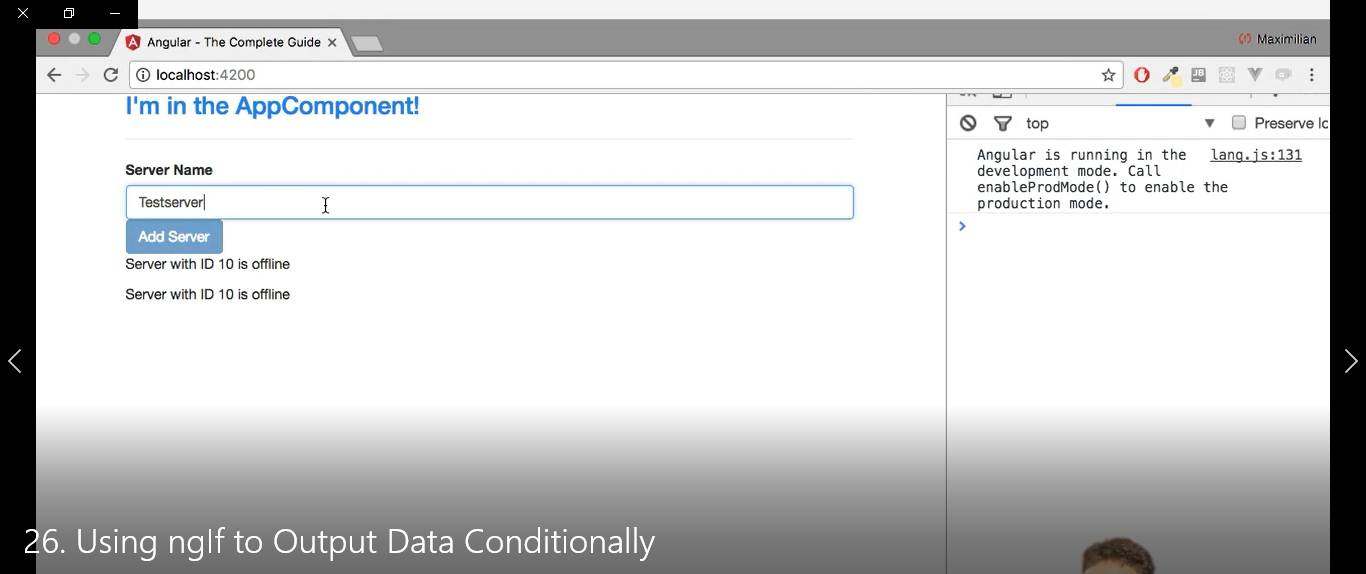 Angular - The Complete Guide
Maximilian
localhost:4200
I'm in the AppComponent!
top
Preserve lo
Server Name
Testserver
Add Server
Server with ID 10 is offline
Server with ID 10 is offline
Angular is running in the lang.js:131
development mode. Call
enableProdMode() to enable the
production mode.
26. Using ngIf to Output Data Conditionally